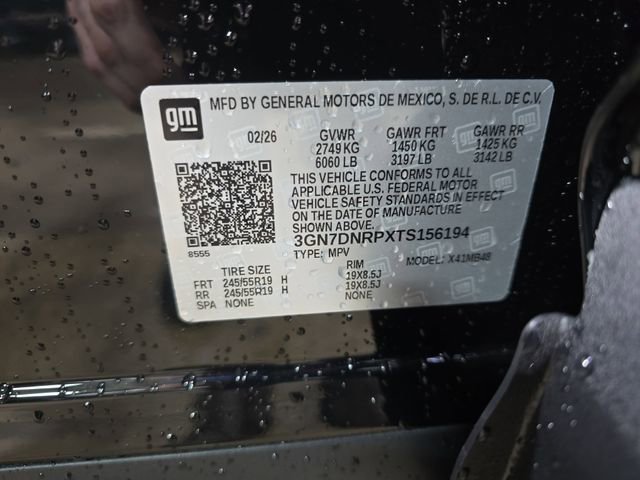 gm
MFD BY GENERAL MOTORS DE MEXICO, S. DE R.L. DE C.V.
02/26 GVWR GAWR FRT GAWR RR
2749 KG 1450 KG 1425 KG
6060 LB 3197 LB 3142 LB
THIS VEHICLE CONFORMS TO ALL
APPLICABLE U.S. FEDERAL MOTOR
VEHICLE SAFETY STANDARDS IN EFFECT
ON THE DATE OF MANUFACTURE
SHOWN ABOVE.
3GN7DNRPXTS156194
8555 TYPE: MPV MODEL: X41MB48
TIRE SIZE RIM
FRT 245/55R19 H 19X8.5J
RR 245/55R19 H 19X8.5J
SPA NONE NONE